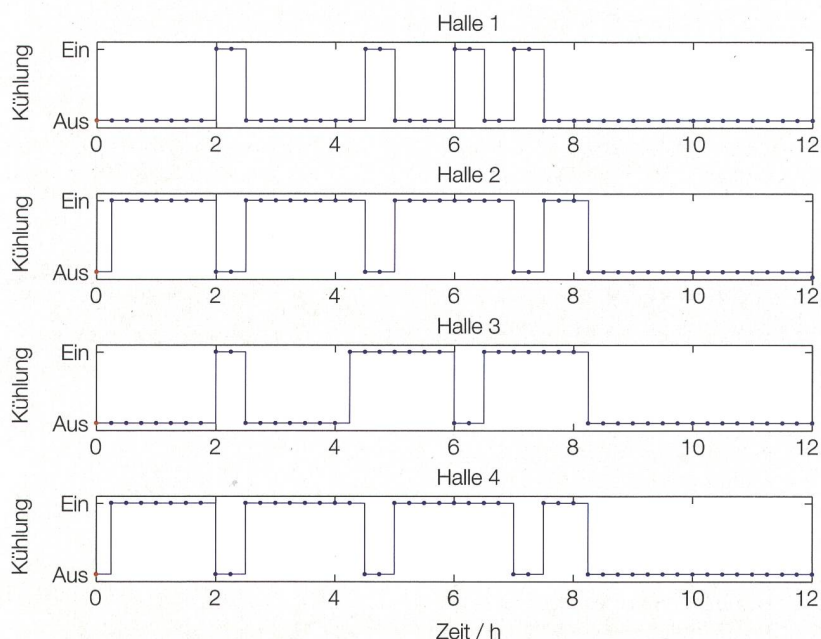 Halle 1
Kühlung
Ein
Aus
0 2 4 6 8 10 12
Halle 2
Kühlung
Ein
Aus
0 2 4 6 8 10 12
Halle 3
Kühlung
Ein
Aus
0 2 4 6 8 10 12
Halle 4
Kühlung
Ein
Aus
0 2 4 6 8 10 12
Zeit / h